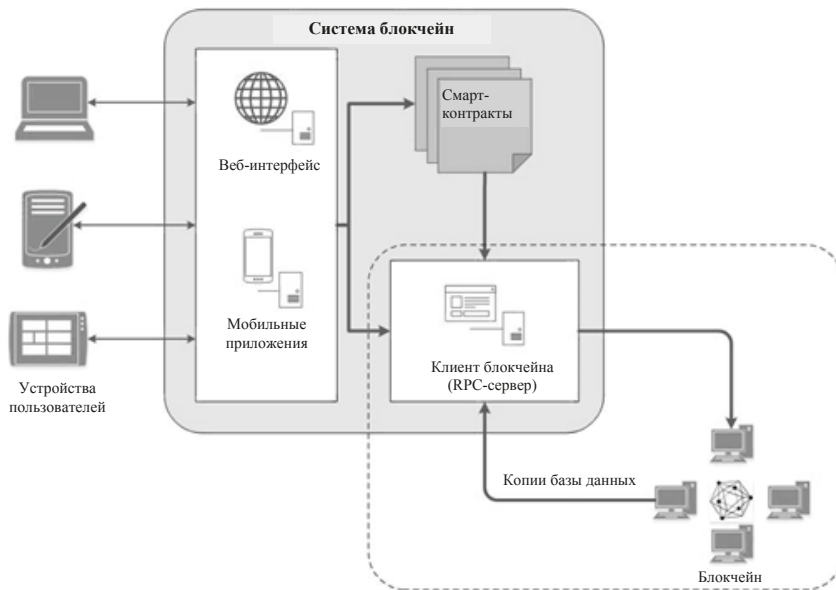 Система блокчейн
Смарт-
контракты
Веб-интерфейс
Мобильные
приложения
Клиент блокчейна
(RPC-сервер)
Устройства
пользователей
Копии базы данных
Блокчейн